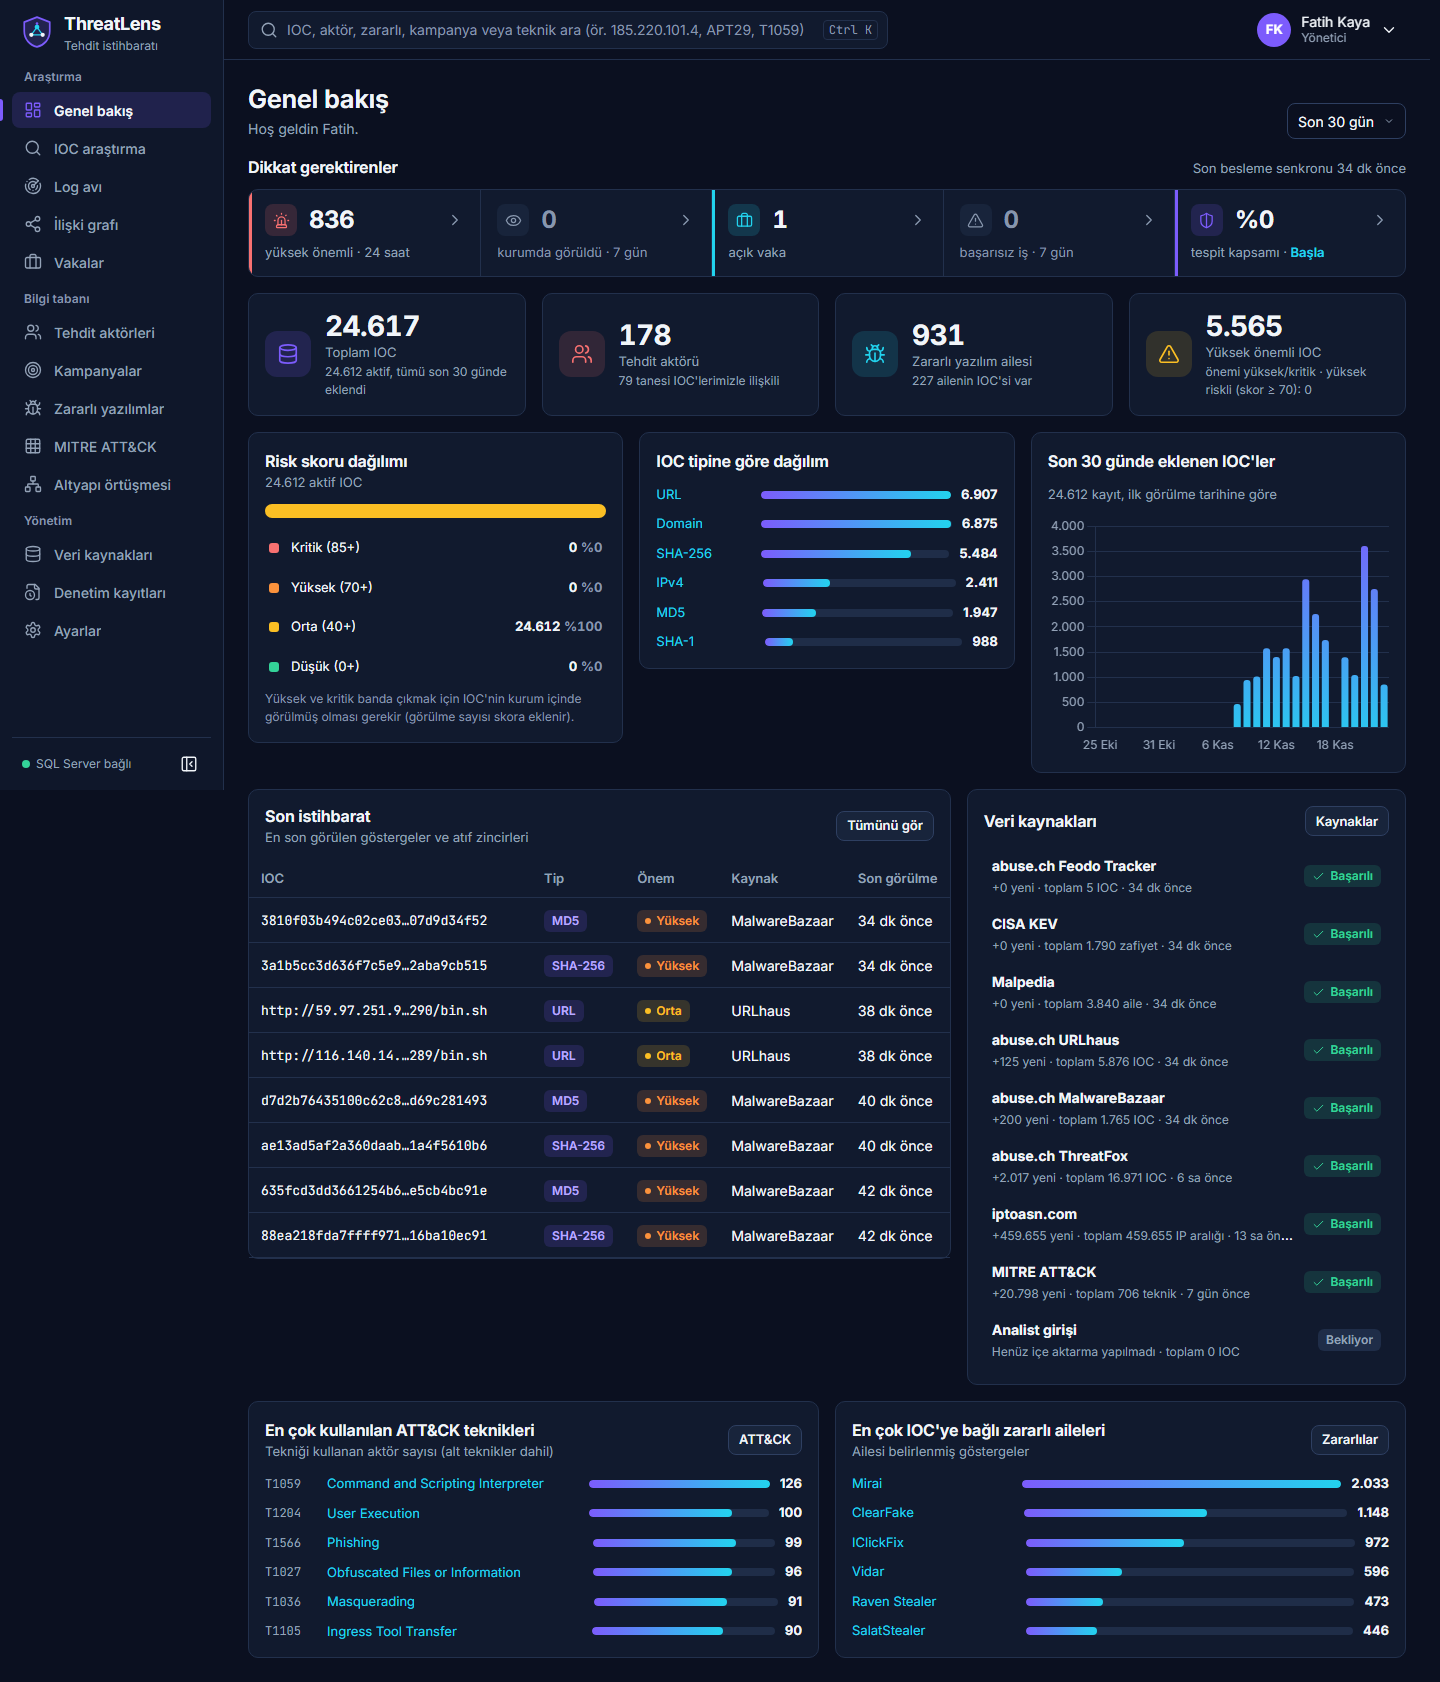 ThreatLens
Tehdit istihbaratı
IOC, aktör, zararlı, kampanya veya teknik ara (ör. 185.220.101.4, APT29, T1059)
Ctrl K
FK
Fatih Kaya
Yönetici
Araştırma
Genel bakış
IOC araştırma
Log avı
İlişki grafı
Vakalar
Bilgi tabanı
Tehdit aktörleri
Kampanyalar
Zararlı yazılımlar
MITRE ATT&CK
Altyapı örtüşmesi
Yönetim
Veri kaynakları
Denetim kayıtları
Ayarlar
SQL Server bağlı
Genel bakış
Hoş geldin Fatih.
Son 30 gün
Dikkat gerektirenler
Son besleme senkronu 34 dk önce
836
yüksek önemli · 24 saat
0
kurumda görüldü · 7 gün
1
açık vaka
0
başarısız iş · 7 gün
%0
tespit kapsamı · Başla
24.617
Toplam IOC
24.612 aktif, tümü son 30 günde
eklendi
178
Tehdit aktörü
79 tanesi IOC'lerimizle ilişkili
931
Zararlı yazılım ailesi
227 ailenin IOC'si var
5.565
Yüksek önemli IOC
önemi yüksek/kritik · yüksek
riskli (skor ≥ 70): 0
Risk skoru dağılımı
24.612 aktif IOC
Kritik (85+) 0 %0
Yüksek (70+) 0 %0
Orta (40+) 24.612 %100
Düşük (0+) 0 %0
Yüksek ve kritik banda çıkmak için IOC'nin kurum içinde
görülmüş olması gerekir (görülme sayısı skora eklenir).
IOC tipine göre dağılım
URL 6.907
Domain 6.875
SHA-256 5.484
IPv4 2.411
MD5 1.947
SHA-1 988
Son 30 günde eklenen IOC'ler
24.612 kayıt, ilk görülme tarihine göre
4.000
3.500
3.000
2.500
2.000
1.500
1.000
500
0
25 Eki 31 Eki 6 Kas 12 Kas 18 Kas
Son istihbarat
En son görülen göstergeler ve atıf zincirleri
Tümünü gör
IOC Tip Önem Kaynak Son görülme
3810f03b494c02ce03…07d9d34f52 MD5 Yüksek MalwareBazaar 34 dk önce
3a1b5cc3d636f7c5e9…2aba9cb515 SHA-256 Yüksek MalwareBazaar 34 dk önce
http://59.97.251.9…290/bin.sh URL Orta URLhaus 38 dk önce
http://116.140.14.…289/bin.sh URL Orta URLhaus 38 dk önce
d7d2b76435100c62c8…d69c281493 MD5 Yüksek MalwareBazaar 40 dk önce
ae13ad5af2a360daab…1a4f5610b6 SHA-256 Yüksek MalwareBazaar 40 dk önce
635fcd3dd3661254b6…e5cb4bc91e MD5 Yüksek MalwareBazaar 42 dk önce
88ea218fda7ffff971…16ba10ec91 SHA-256 Yüksek MalwareBazaar 42 dk önce
Veri kaynakları
Kaynaklar
abuse.ch Feodo Tracker
+0 yeni · toplam 5 IOC · 34 dk önce
Başarılı
CISA KEV
+0 yeni · toplam 1.790 zafiyet · 34 dk önce
Başarılı
Malpedia
+0 yeni · toplam 3.840 aile · 34 dk önce
Başarılı
abuse.ch URLhaus
+125 yeni · toplam 5.876 IOC · 34 dk önce
Başarılı
abuse.ch MalwareBazaar
+200 yeni · toplam 1.765 IOC · 34 dk önce
Başarılı
abuse.ch ThreatFox
+2.017 yeni · toplam 16.971 IOC · 6 sa önce
Başarılı
iptoasn.com
+459.655 yeni · toplam 459.655 IP aralığı · 13 sa ön...
Başarılı
MITRE ATT&CK
+20.798 yeni · toplam 706 teknik · 7 gün önce
Başarılı
Analist girişi
Henüz içe aktarma yapılmadı · toplam 0 IOC
Bekliyor
En çok kullanılan ATT&CK teknikleri
Tekniği kullanan aktör sayısı (alt teknikler dahil)
ATT&CK
T1059 Command and Scripting Interpreter 126
T1204 User Execution 100
T1566 Phishing 99
T1027 Obfuscated Files or Information 96
T1036 Masquerading 91
T1105 Ingress Tool Transfer 90
En çok IOC'ye bağlı zararlı aileleri
Ailesi belirlenmiş göstergeler
Zararlılar
Mirai 2.033
ClearFake 1.148
IClickFix 972
Vidar 596
Raven Stealer 473
SalatStealer 446